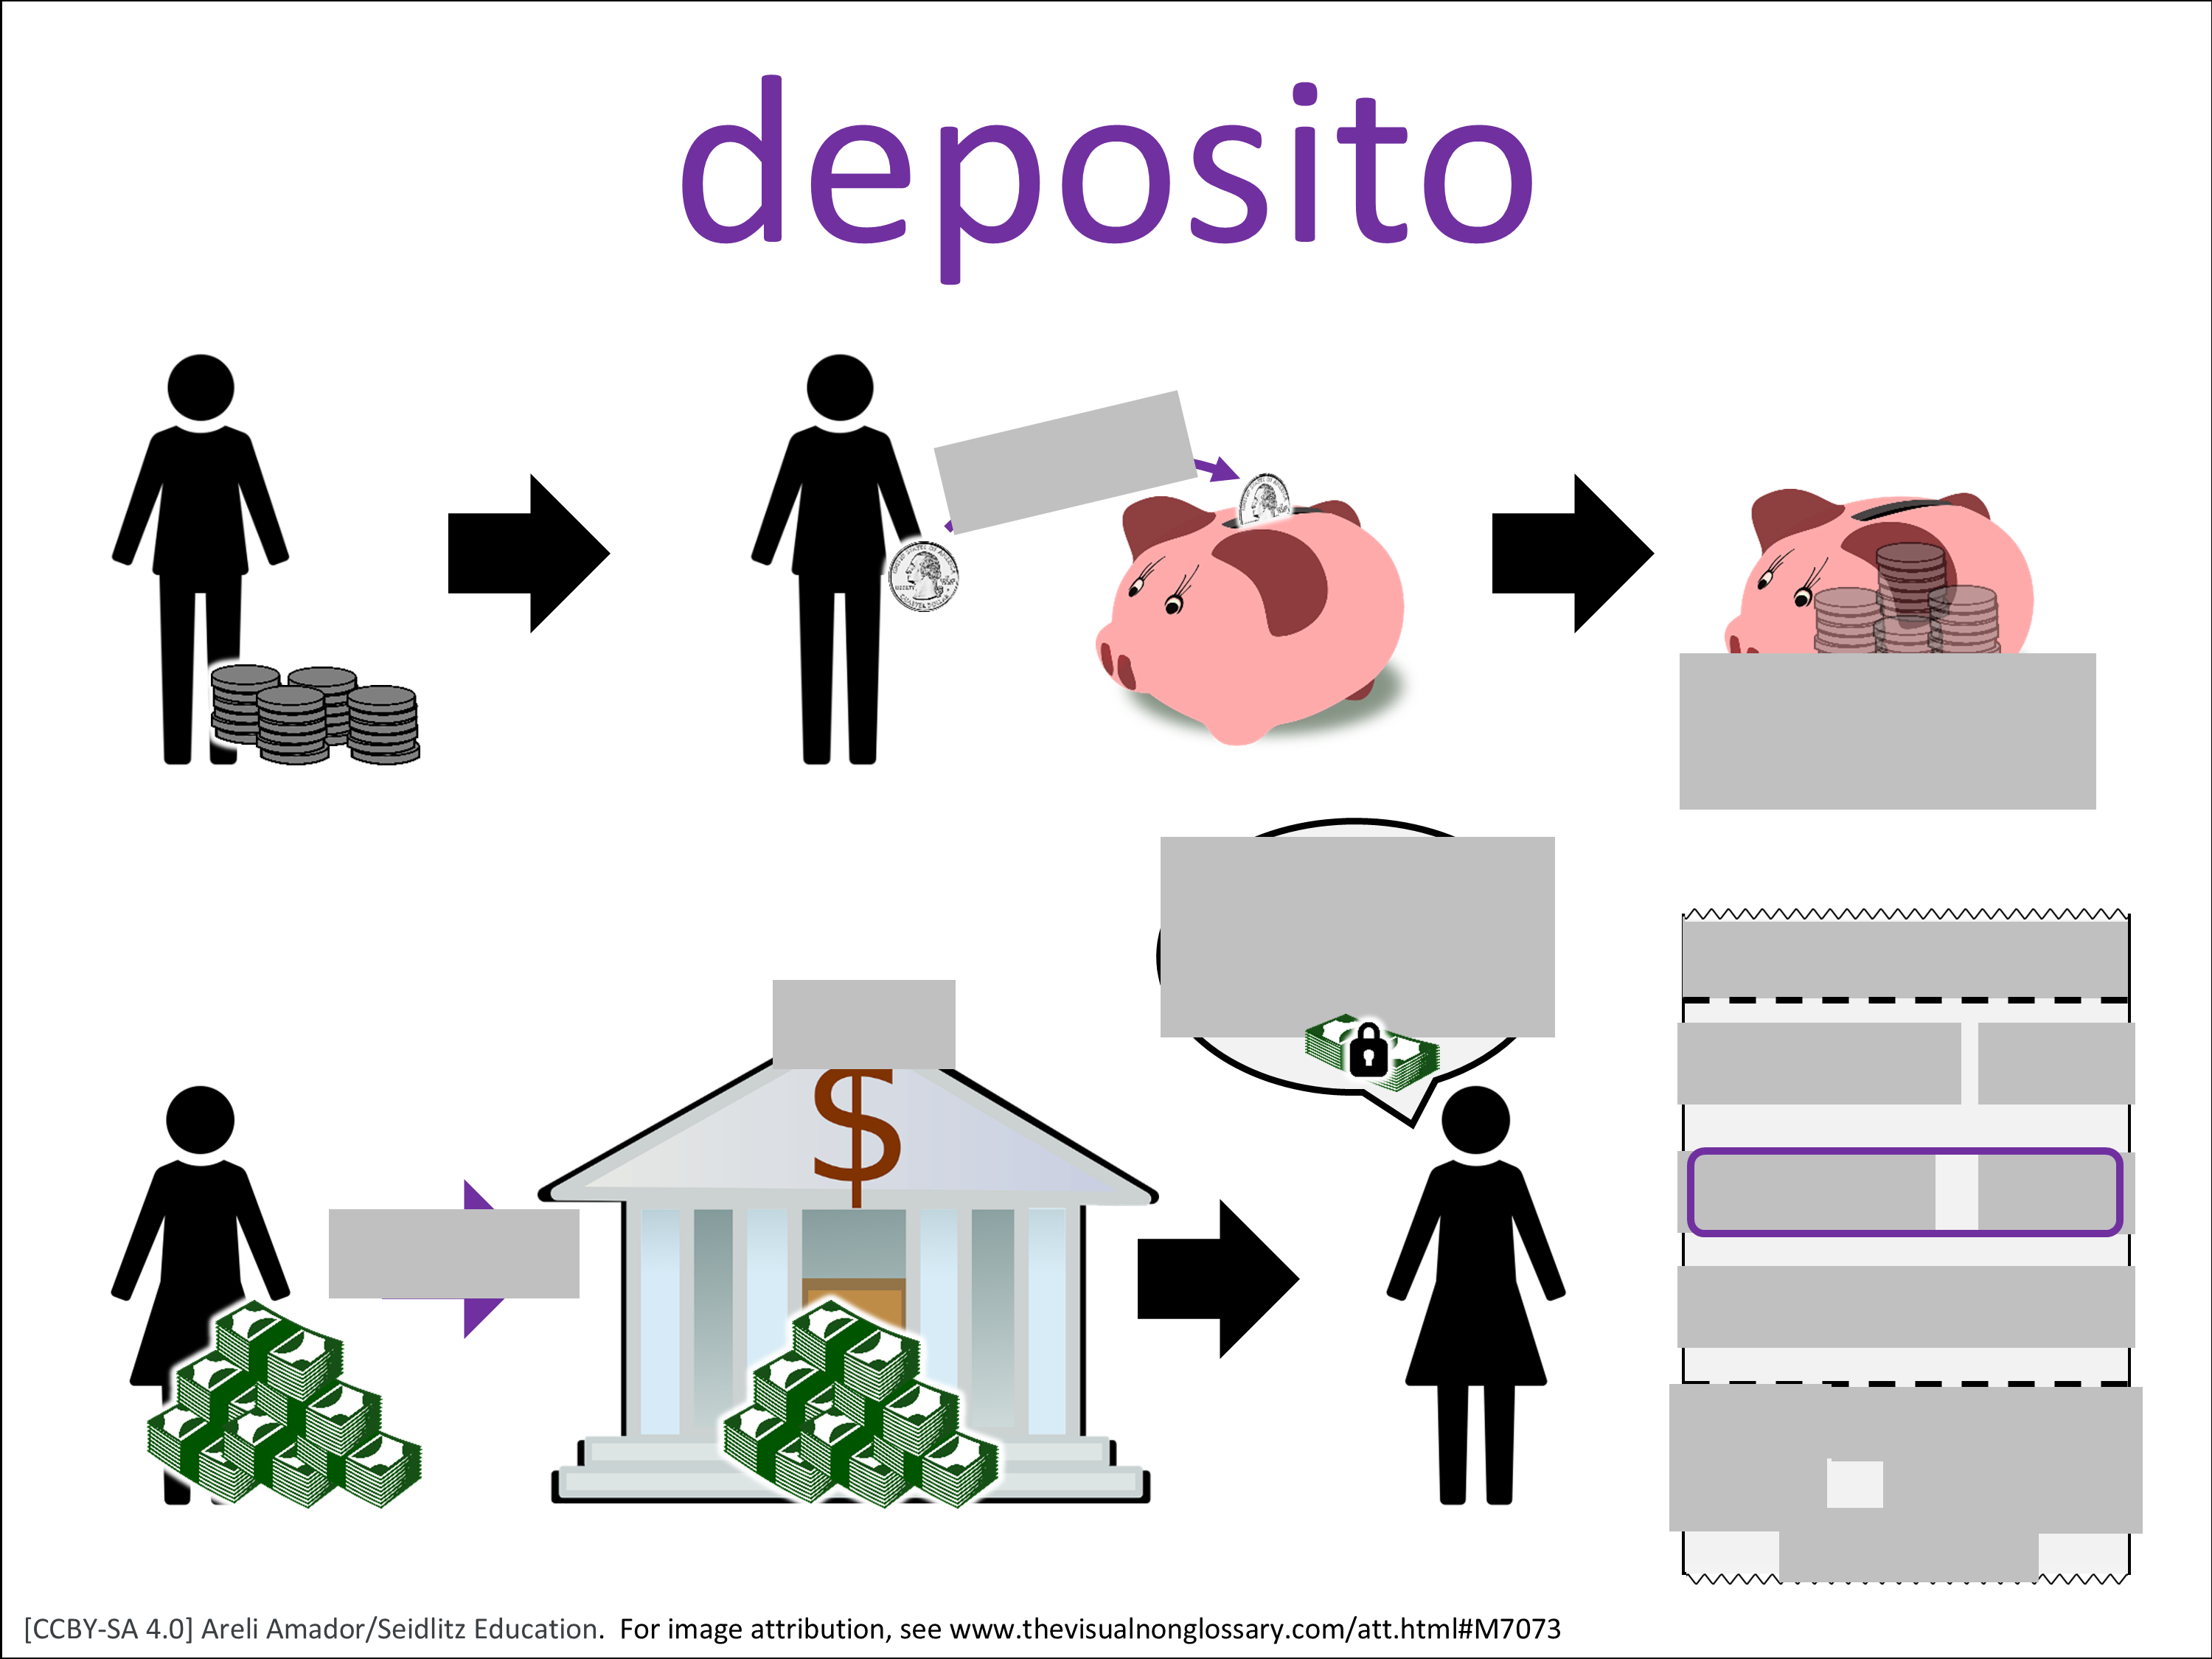 deposito
$
[CCBY-SA 4.0] Areli Amador/Seidlitz Education.  For image attribution, see www.thevisualnonglossary.com/att.html#M7073